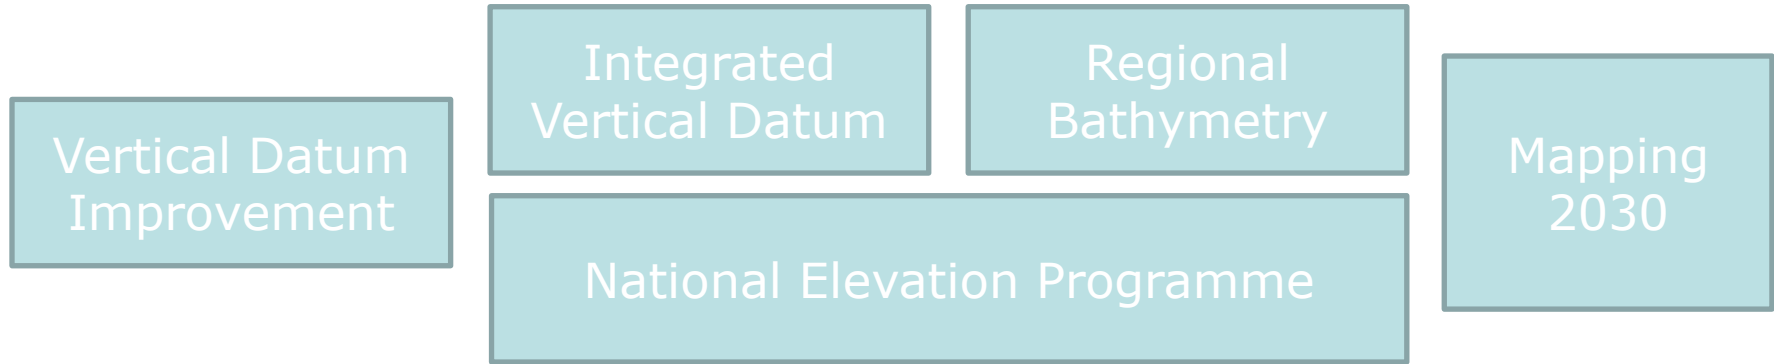 Vertical Datum
Improvement
Integrated
Vertical Datum
Regional
Bathymetry
National Elevation Programme
Mapping
2030